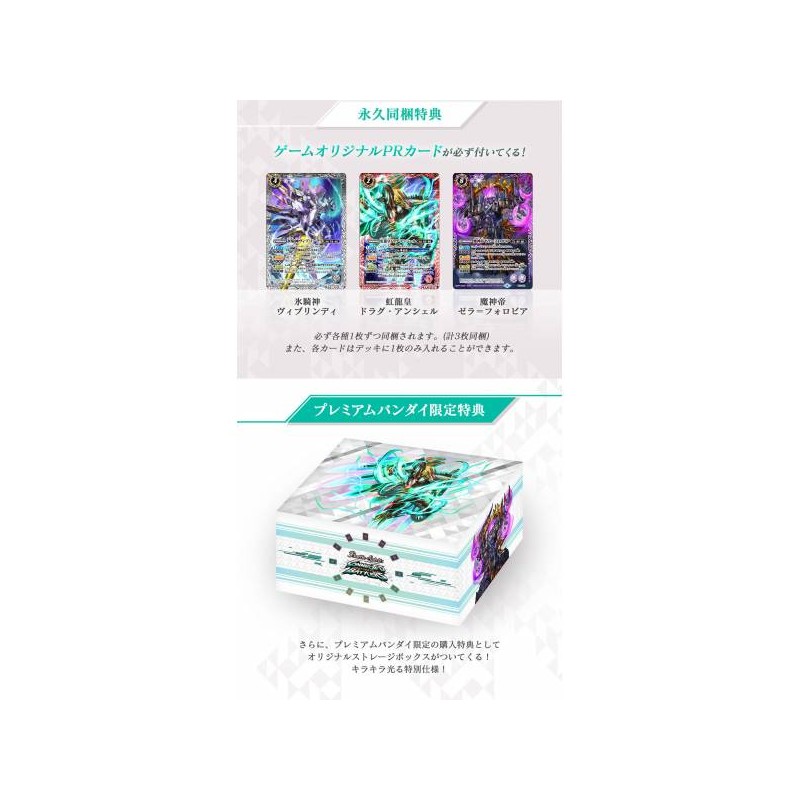 永久同梱特典
ゲームオリジナルPRカードが必ず付いてくる!
氷騎神
ヴィブリンディ
虹龍皇
ドラグ・アンシェル
魔神帝
ゼラ=フォロビア
必ず各種1枚ずつ同梱されます。(計3枚同梱)
また、各カードはデッキに1枚のみ入れることができます。
プレミアムバンダイ限定特典
Battle Spirits
CONNECTED
BATTLERS
さらに、プレミアムバンダイ限定の購入特典として
オリジナルストレージボックスがついてくる!
キラキラ光る特別仕様!